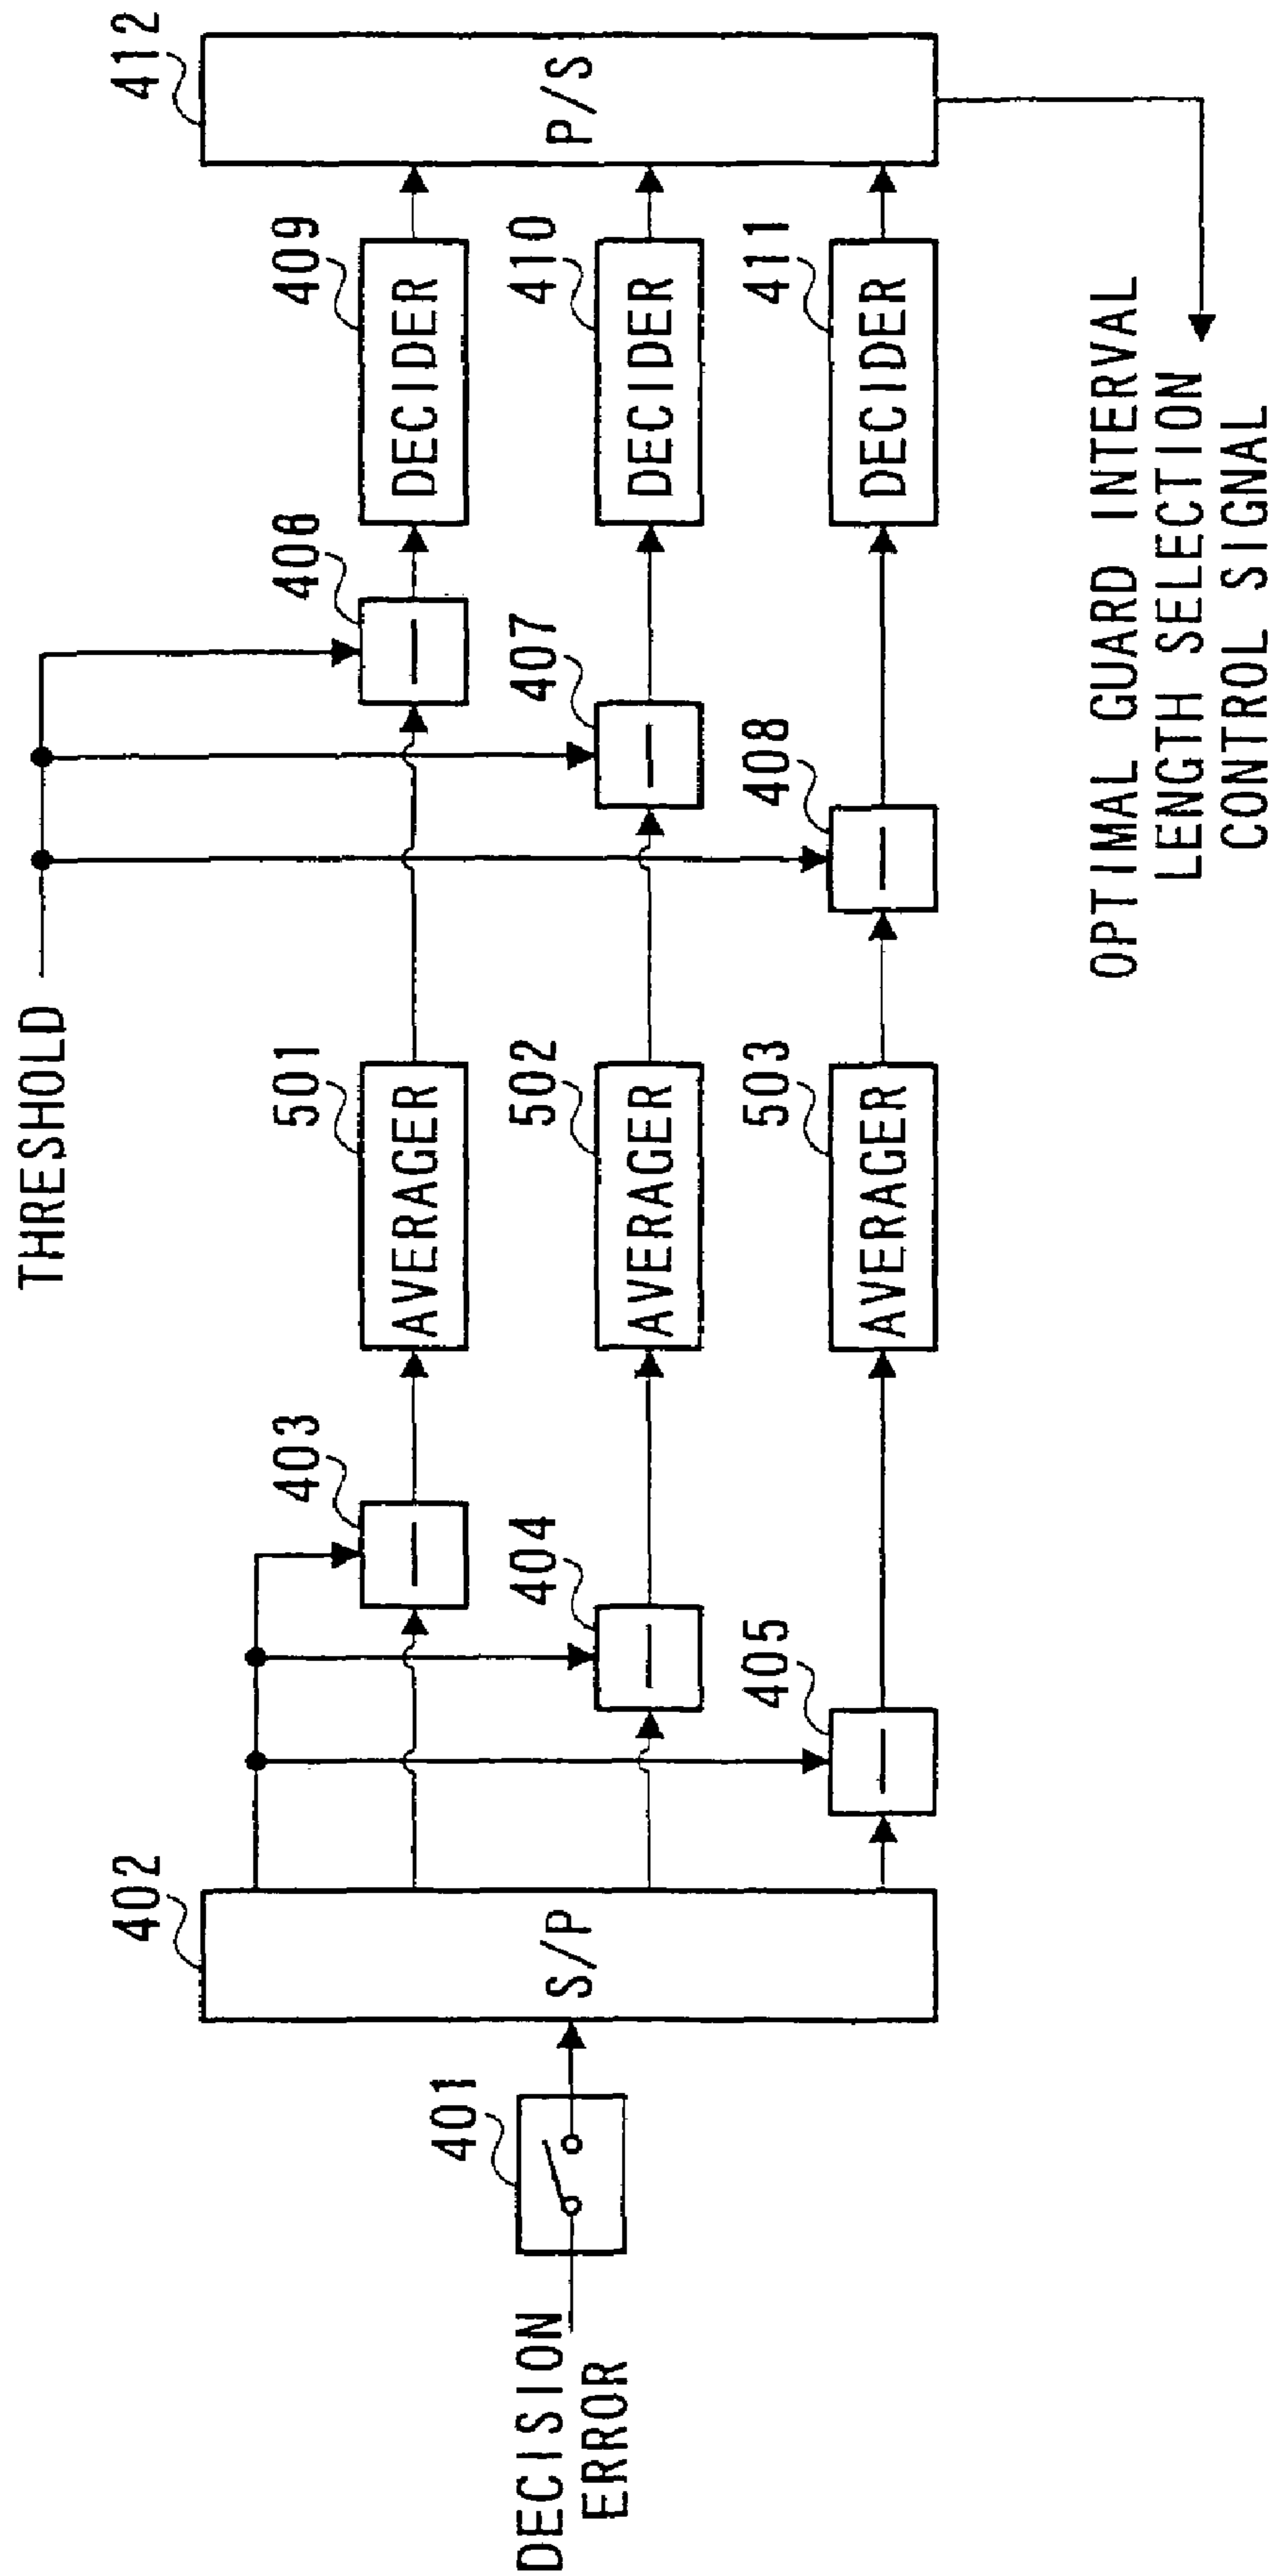 THRESHOLD
402
403
501
406
409
412
404
502
407
410
401
405
503
408
411
DECISION
ERROR
S/P
AVERAGER
DECIDER
AVERAGER
DECIDER
AVERAGER
DECIDER
P/S
OPTIMAL GUARD INTERVAL
LENGTH SELECTION
CONTROL SIGNAL